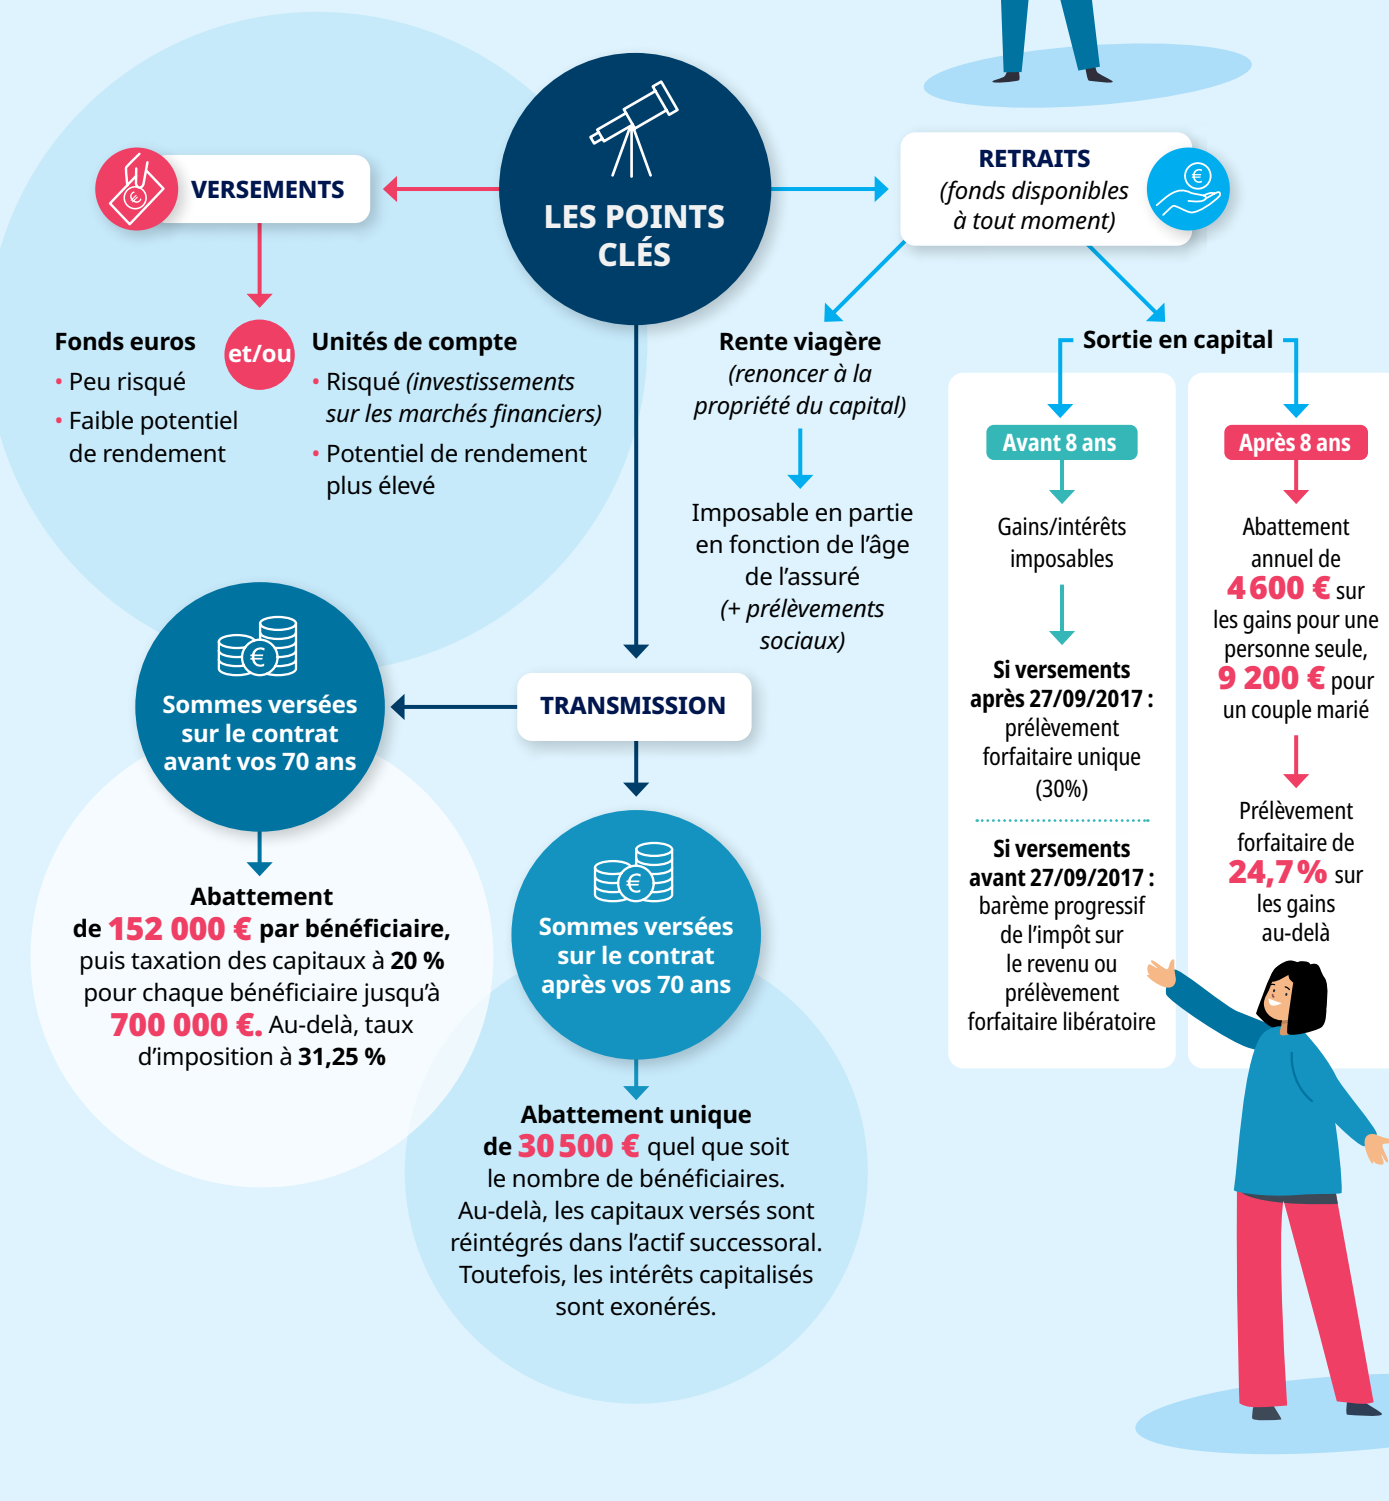 LES POINTS
CLÉS
VERSEMENTS
Fonds euros
• Peu risqué
• Faible potentiel
de rendement
et/ou
Unités de compte
• Risqué (investissements
sur les marchés financiers)
• Potentiel de rendement
plus élevé
RETRAITS
(fonds disponibles
à tout moment)
Rente viagère
(renoncer à la
propriété du capital)
Imposable en partie
en fonction de l’âge
de l’assuré
(+ prélèvements
sociaux)
Sortie en capital
Avant 8 ans
Gains/intérêts
imposables
Si versements
après 27/09/2017 :
prélèvement
forfaitaire unique
(30%)
Si versements
avant 27/09/2017 :
barème progressif
de l’impôt sur
le revenu ou
prélèvement
forfaitaire libératoire
Après 8 ans
Abattement
annuel de
4 600 € sur
les gains pour une
personne seule,
9 200 € pour
un couple marié
Prélèvement
forfaitaire de
24,7 % sur
les gains
au-delà
TRANSMISSION
€
Sommes versées
sur le contrat
avant vos 70 ans
Abattement
de 152 000 € par bénéficiaire,
puis taxation des capitaux à 20 %
pour chaque bénéficiaire jusqu’à
700 000 €. Au-delà, taux
d’imposition à 31,25 %
€
Sommes versées
sur le contrat
après vos 70 ans
Abattement unique
de 30 500 € quel que soit
le nombre de bénéficiaires.
Au-delà, les capitaux versés sont
réintégrés dans l’actif successoral.
Toutefois, les intérêts capitalisés
sont exonérés.